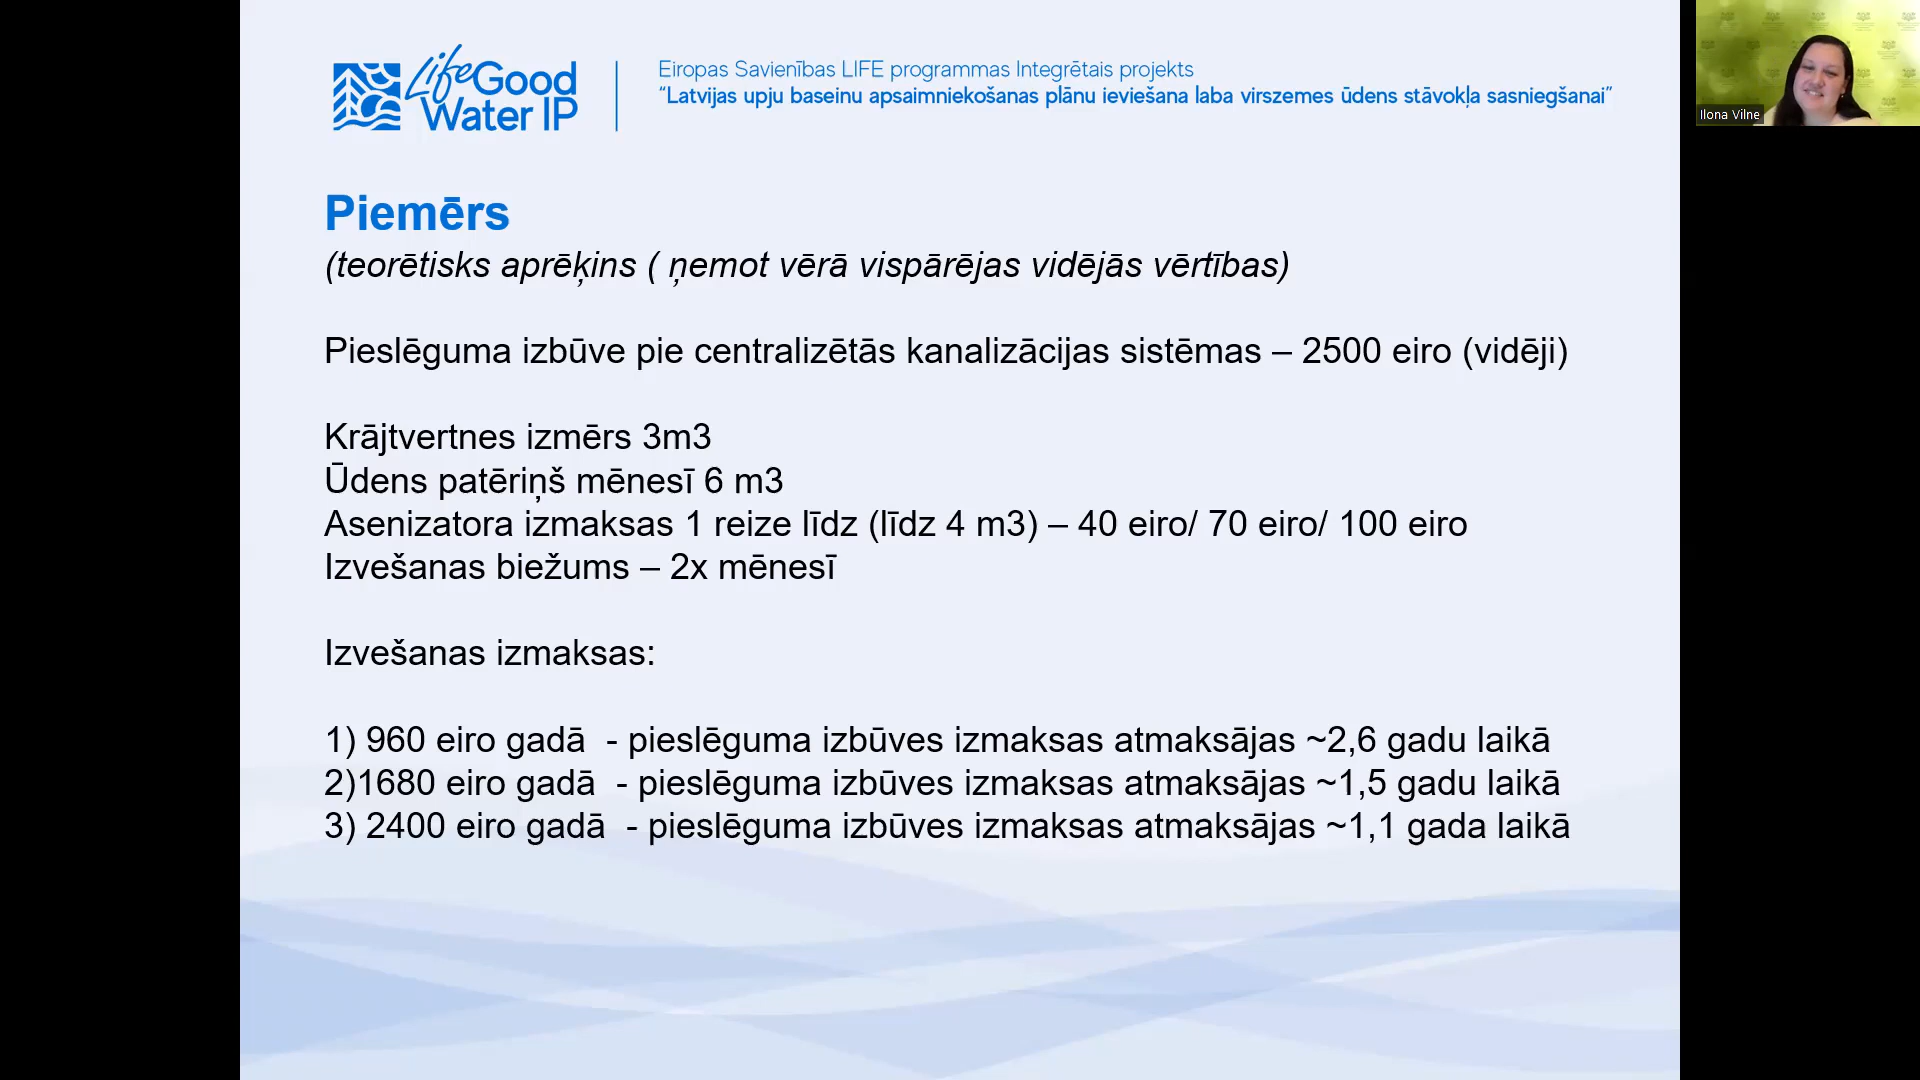 Life Good
Water IP
Eiropas Savienības LIFE programmas Integrētais projekts
“Latvijas upju baseinu apsaimniekošanas plānu ieviešana laba virszemes ūdens stāvokļa sasniegšanai”
Ilona Vilne
Piemērs
(teorētisks aprēķins ( ņemot vērā vispārējas vidējās vērtības)
Pieslēguma izbūve pie centralizētās kanalizācijas sistēmas – 2500 eiro (vidēji)
Krājtvertnes izmērs 3m3
Ūdens patēriņš mēnesī 6 m3
Asenizatora izmaksas 1 reize līdz (līdz 4 m3) – 40 eiro/ 70 eiro/ 100 eiro
Izvešanas biežums – 2x mēnesī
Izvešanas izmaksas:
1) 960 eiro gadā  - pieslēguma izbūves izmaksas atmaksājas ~2,6 gadu laikā
2)1680 eiro gadā  - pieslēguma izbūves izmaksas atmaksājas ~1,5 gadu laikā
3) 2400 eiro gadā  - pieslēguma izbūves izmaksas atmaksājas ~1,1 gada laikā